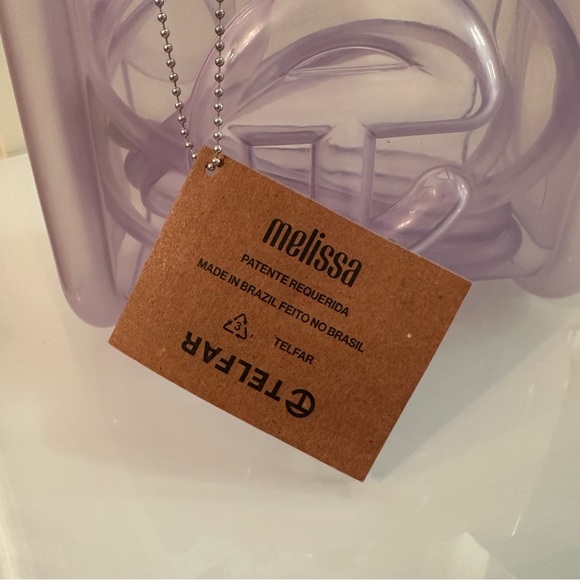 melissa
PATENTE REQUERIDA
MADE IN BRAZIL FEITO NO BRASIL
3 TELFAR
TELFAR